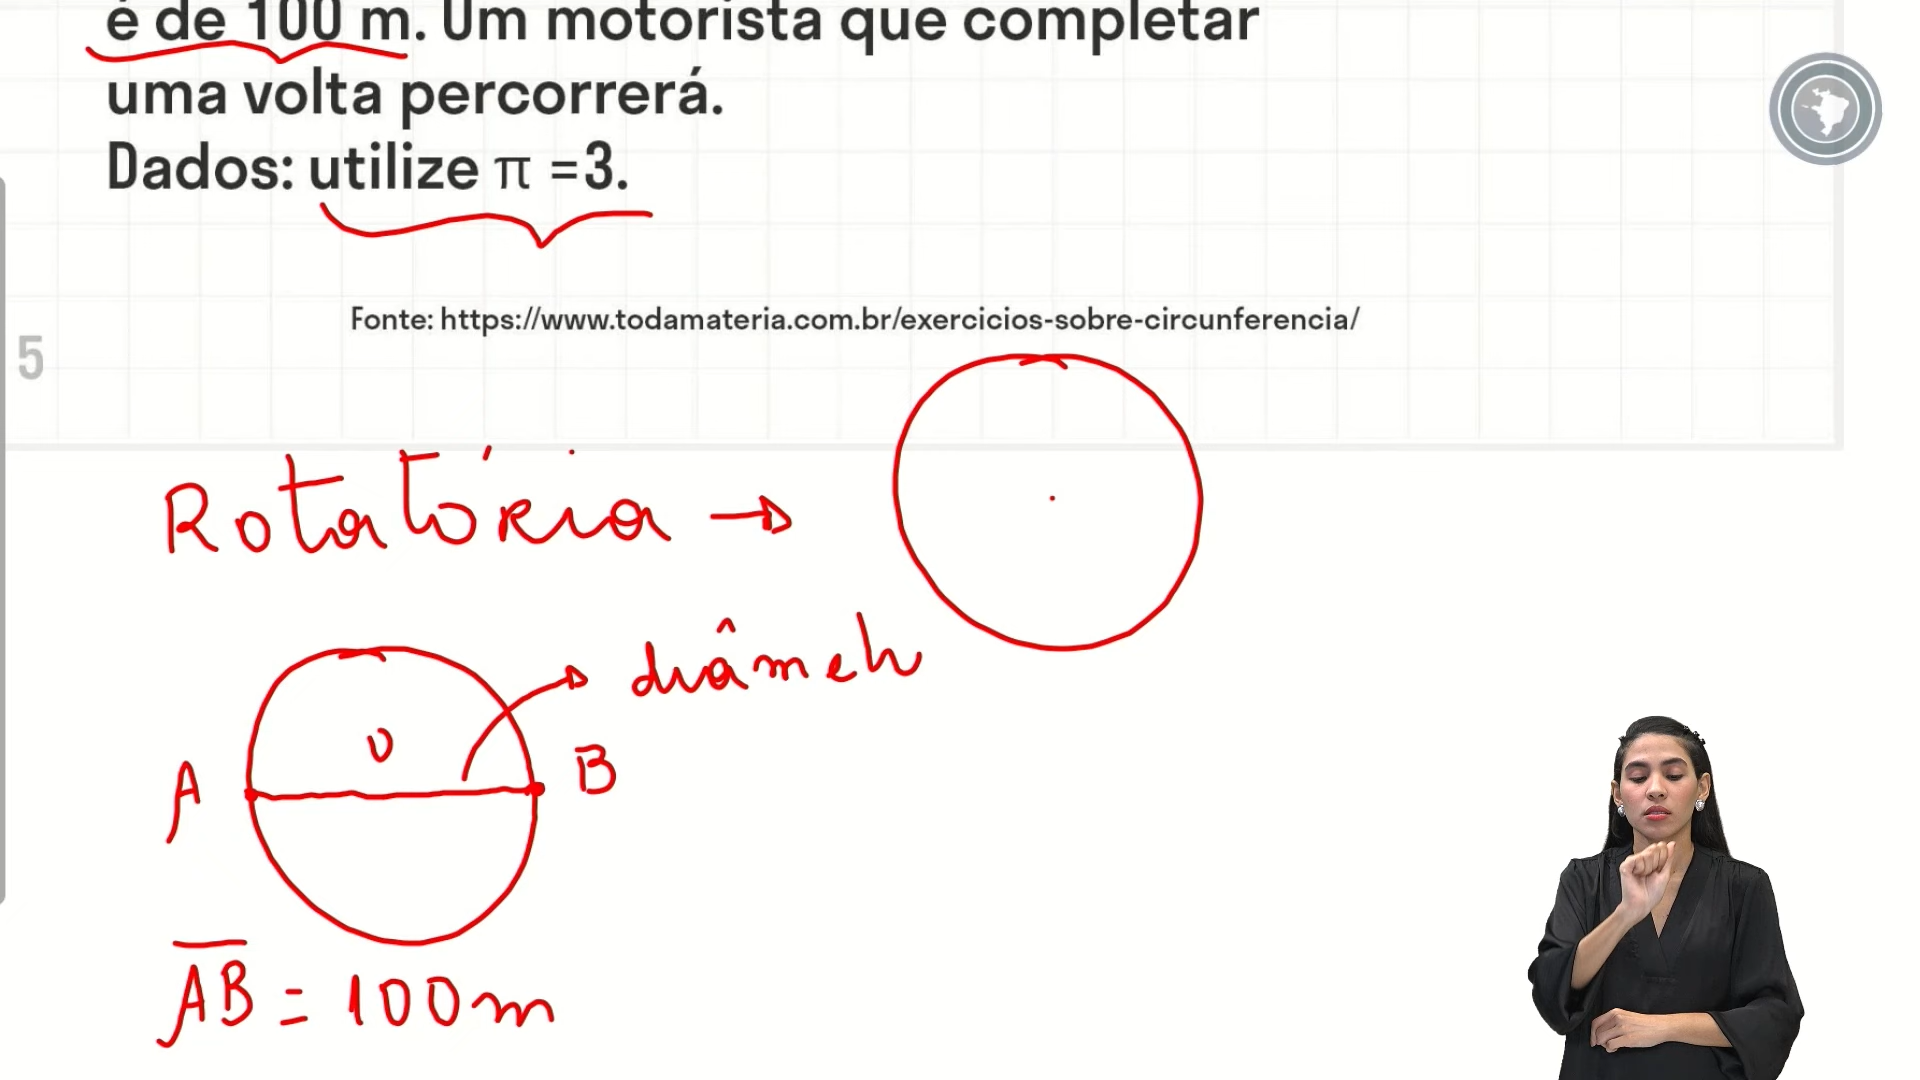 é de 100 m. Um motorista que completar
uma volta percorrerá.
Dados: utilize π =3.
Fonte: https://www.todamateria.com.br/exercicios-sobre-circunferencia/
5
Rotatória →
diâmetro
O
A
B
AB = 100m